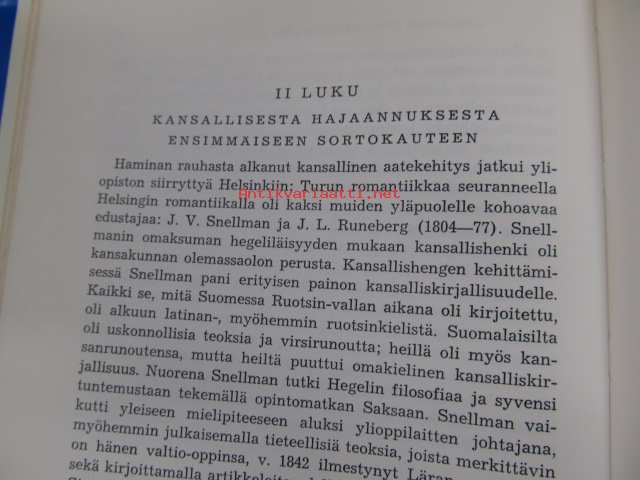 II LUKU
KANSALLISESTA HAJAANNUKSESTA
ENSIMMÄISEEN SORTOKAUTEEN
Haminan rauhasta alkanut kansallinen aatekehitys jatkui yli-
opiston siirryttyä Helsinkiin: Turun romantiikkaa seuranneella
Antikvariaatti.net
Helsingin romantiikalla oli kaksi muiden yläpuolelle kohoavaa
edustajaa: J. V. Snellman ja J. L. Runeberg (1804—77). Snell-
manin omaksuman hegeliläisyyden mukaan kansallishenki oli
kansakunnan olemassaolon perusta. Kansallishengen kehittämi-
sessä Snellman pani erityisen painon kansalliskirjallisuudelle.
Kaikki se, mitä Suomessa Ruotsin-vallan aikana oli kirjoitettu,
oli alkuun latinan-, myöhemmin ruotsinkielistä. Suomalaisilta
oli uskonnollisia teoksia ja virsirunoutta; heillä oli myös kan-
sanrunoutensa, mutta heiltä puuttui omakielinen kansalliskir-
jallisuus. Nuorena Snellman tutki Hegelin filosofiaa ja syvensi
tuntemustaan tekemällä opintomatkan Saksaan. Snellman vai-
kutti yleiseen mielipiteeseen aluksi ylioppilaitten johtajana,
myöhemmin julkaisemalla tieteellisiä teoksia, joista merkittävin
on hänen valtio-oppinsa, v. 1842 ilmestynyt Läran
sekä kirjoittamalla